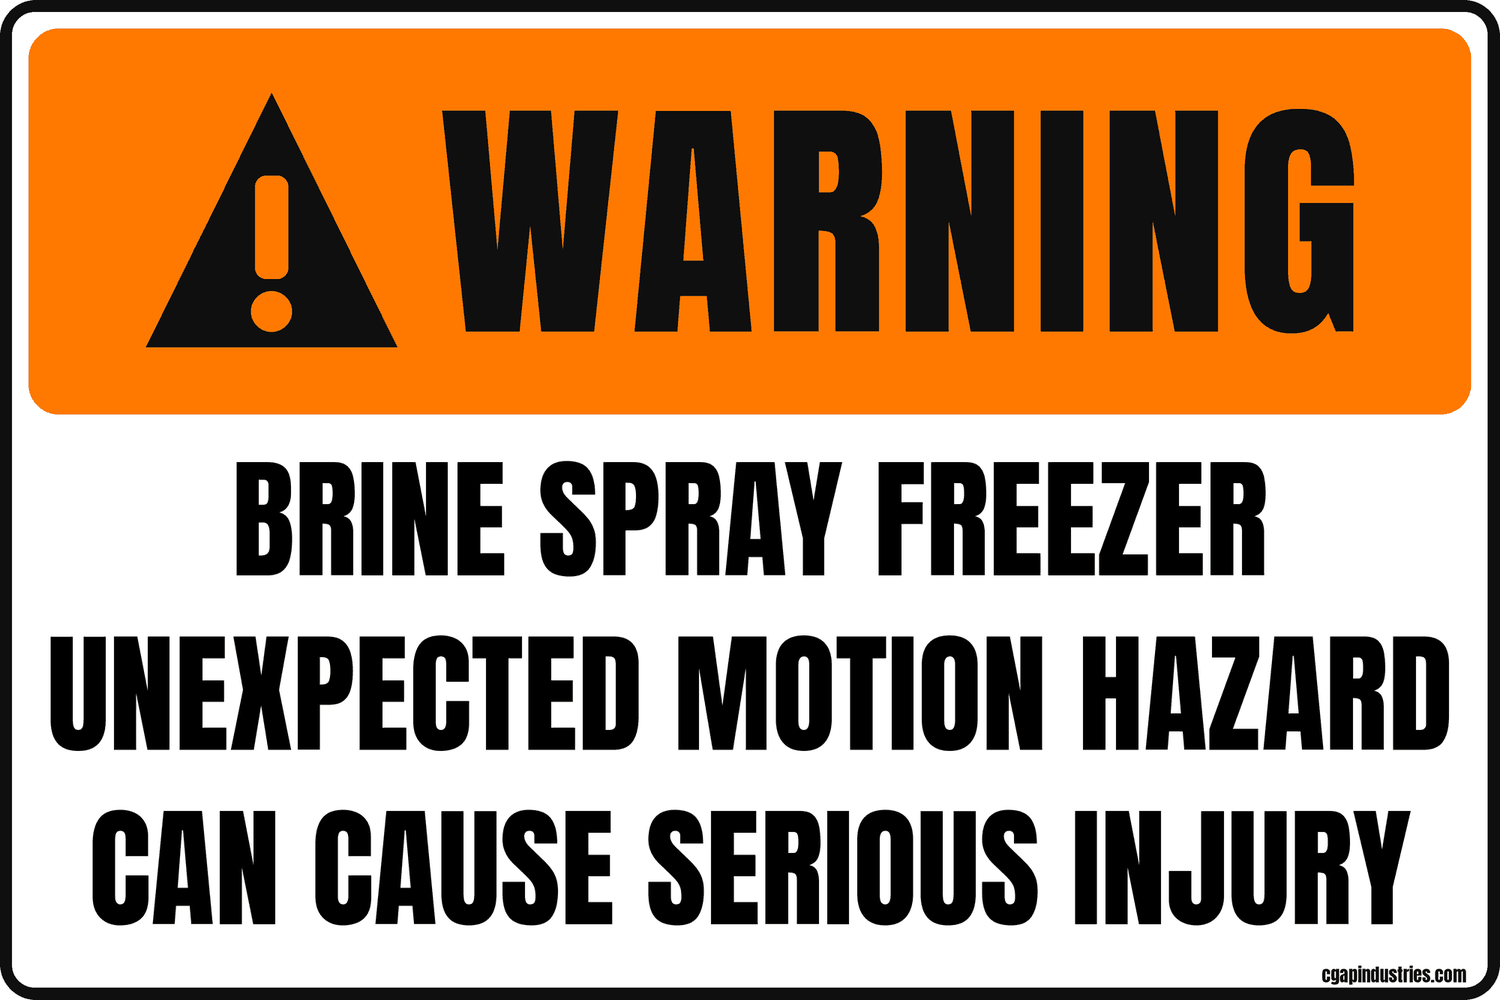 WARNING
BRINE SPRAY FREEZER
UNEXPECTED MOTION HAZARD
CAN CAUSE SERIOUS INJURY
cgapindustries.com